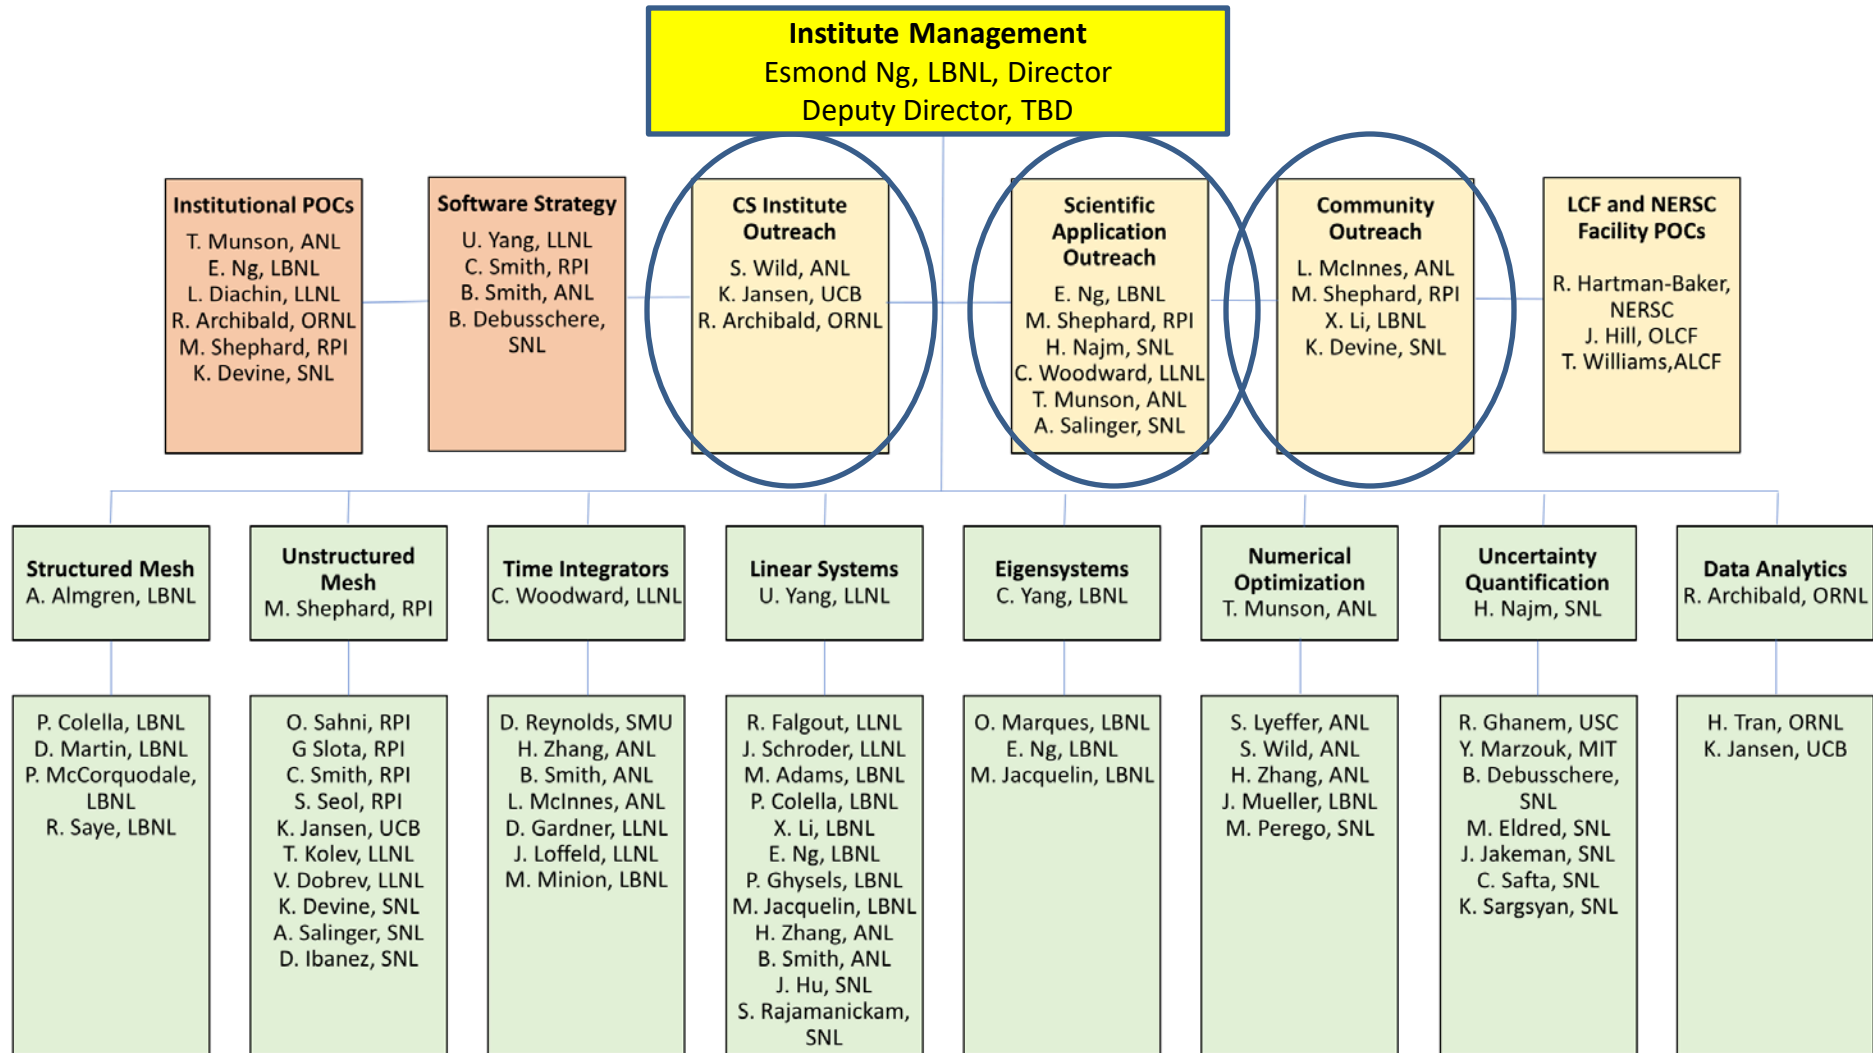 Institute Management
Esmond Ng, LBNL, Director
Deputy Director, TBD
Institutional POCs
T. Munson, ANL
E. Ng, LBNL
L. Diachin, LLNL
R. Archibald, ORNL
M. Shephard, RPI
K. Devine, SNL
Software Strategy
U. Yang, LLNL
C. Smith, RPI
B. Smith, ANL
B. Debusschere,
SNL
CS Institute
Outreach
S. Wild, ANL
K. Jansen, UCB
R. Archibald, ORNL
Scientific
Application
Outreach
E. Ng, LBNL
M. Shephard, RPI
H. Najm, SNL
C. Woodward, LLNL
T. Munson, ANL
A. Salinger, SNL
Community
Outreach
L. McInnes, ANL
M. Shephard, RPI
X. Li, LBNL
K. Devine, SNL
LCF and NERSC
Facility POCs
R. Hartman-Baker,
NERSC
J. Hill, OLCF
T. Williams,ALCF
Structured Mesh
A. Almgren, LBNL
Unstructured
Mesh
M. Shephard, RPI
Time Integrators
C. Woodward, LLNL
Linear Systems
U. Yang, LLNL
Eigensystems
C. Yang, LBNL
Numerical
Optimization
T. Munson, ANL
Uncertainty
Quantification
H. Najm, SNL
Data Analytics
R. Archibald, ORNL
P. Colella, LBNL
D. Martin, LBNL
P. McCorquodale,
LBNL
R. Saye, LBNL
O. Sahni, RPI
G Slota, RPI
C. Smith, RPI
S. Seol, RPI
K. Jansen, UCB
T. Kolev, LLNL
V. Dobrev, LLNL
K. Devine, SNL
A. Salinger, SNL
D. Ibanez, SNL
D. Reynolds, SMU
H. Zhang, ANL
B. Smith, ANL
L. McInnes, ANL
D. Gardner, LLNL
J. Loffeld, LLNL
M. Minion, LBNL
R. Falgout, LLNL
J. Schroder, LLNL
M. Adams, LBNL
P. Colella, LBNL
X. Li, LBNL
E. Ng, LBNL
P. Ghysels, LBNL
M. Jacquelin, LBNL
H. Zhang, ANL
B. Smith, ANL
J. Hu, SNL
S. Rajamanickam,
SNL
O. Marques, LBNL
E. Ng, LBNL
M. Jacquelin, LBNL
S. Lyeffer, ANL
S. Wild, ANL
H. Zhang, ANL
J. Mueller, LBNL
M. Perego, SNL
R. Ghanem, USC
Y. Marzouk, MIT
B. Debusschere,
SNL
M. Eldred, SNL
J. Jakeman, SNL
C. Safta, SNL
K. Sargsyan, SNL
H. Tran, ORNL
K. Jansen, UCB